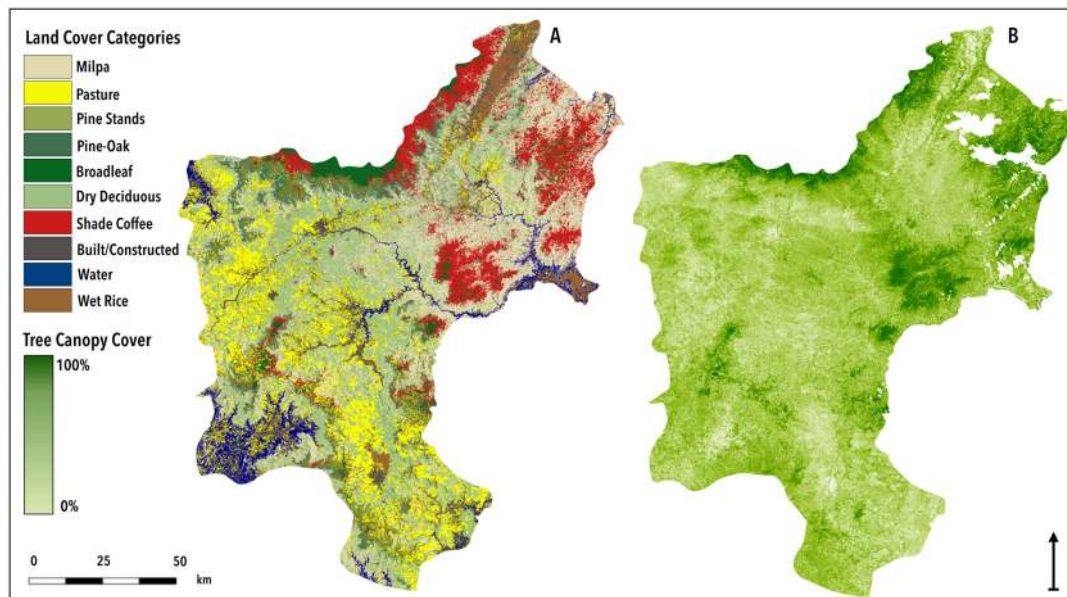 Land Cover Categories
Milpa
Pasture
Pine Stands
Pine-Oak
Broadleaf
Dry Deciduous
Shade Coffee
Built/Constructed
Water
Wet Rice
Tree Canopy Cover
100%
0%
0 25 50
km
A
B